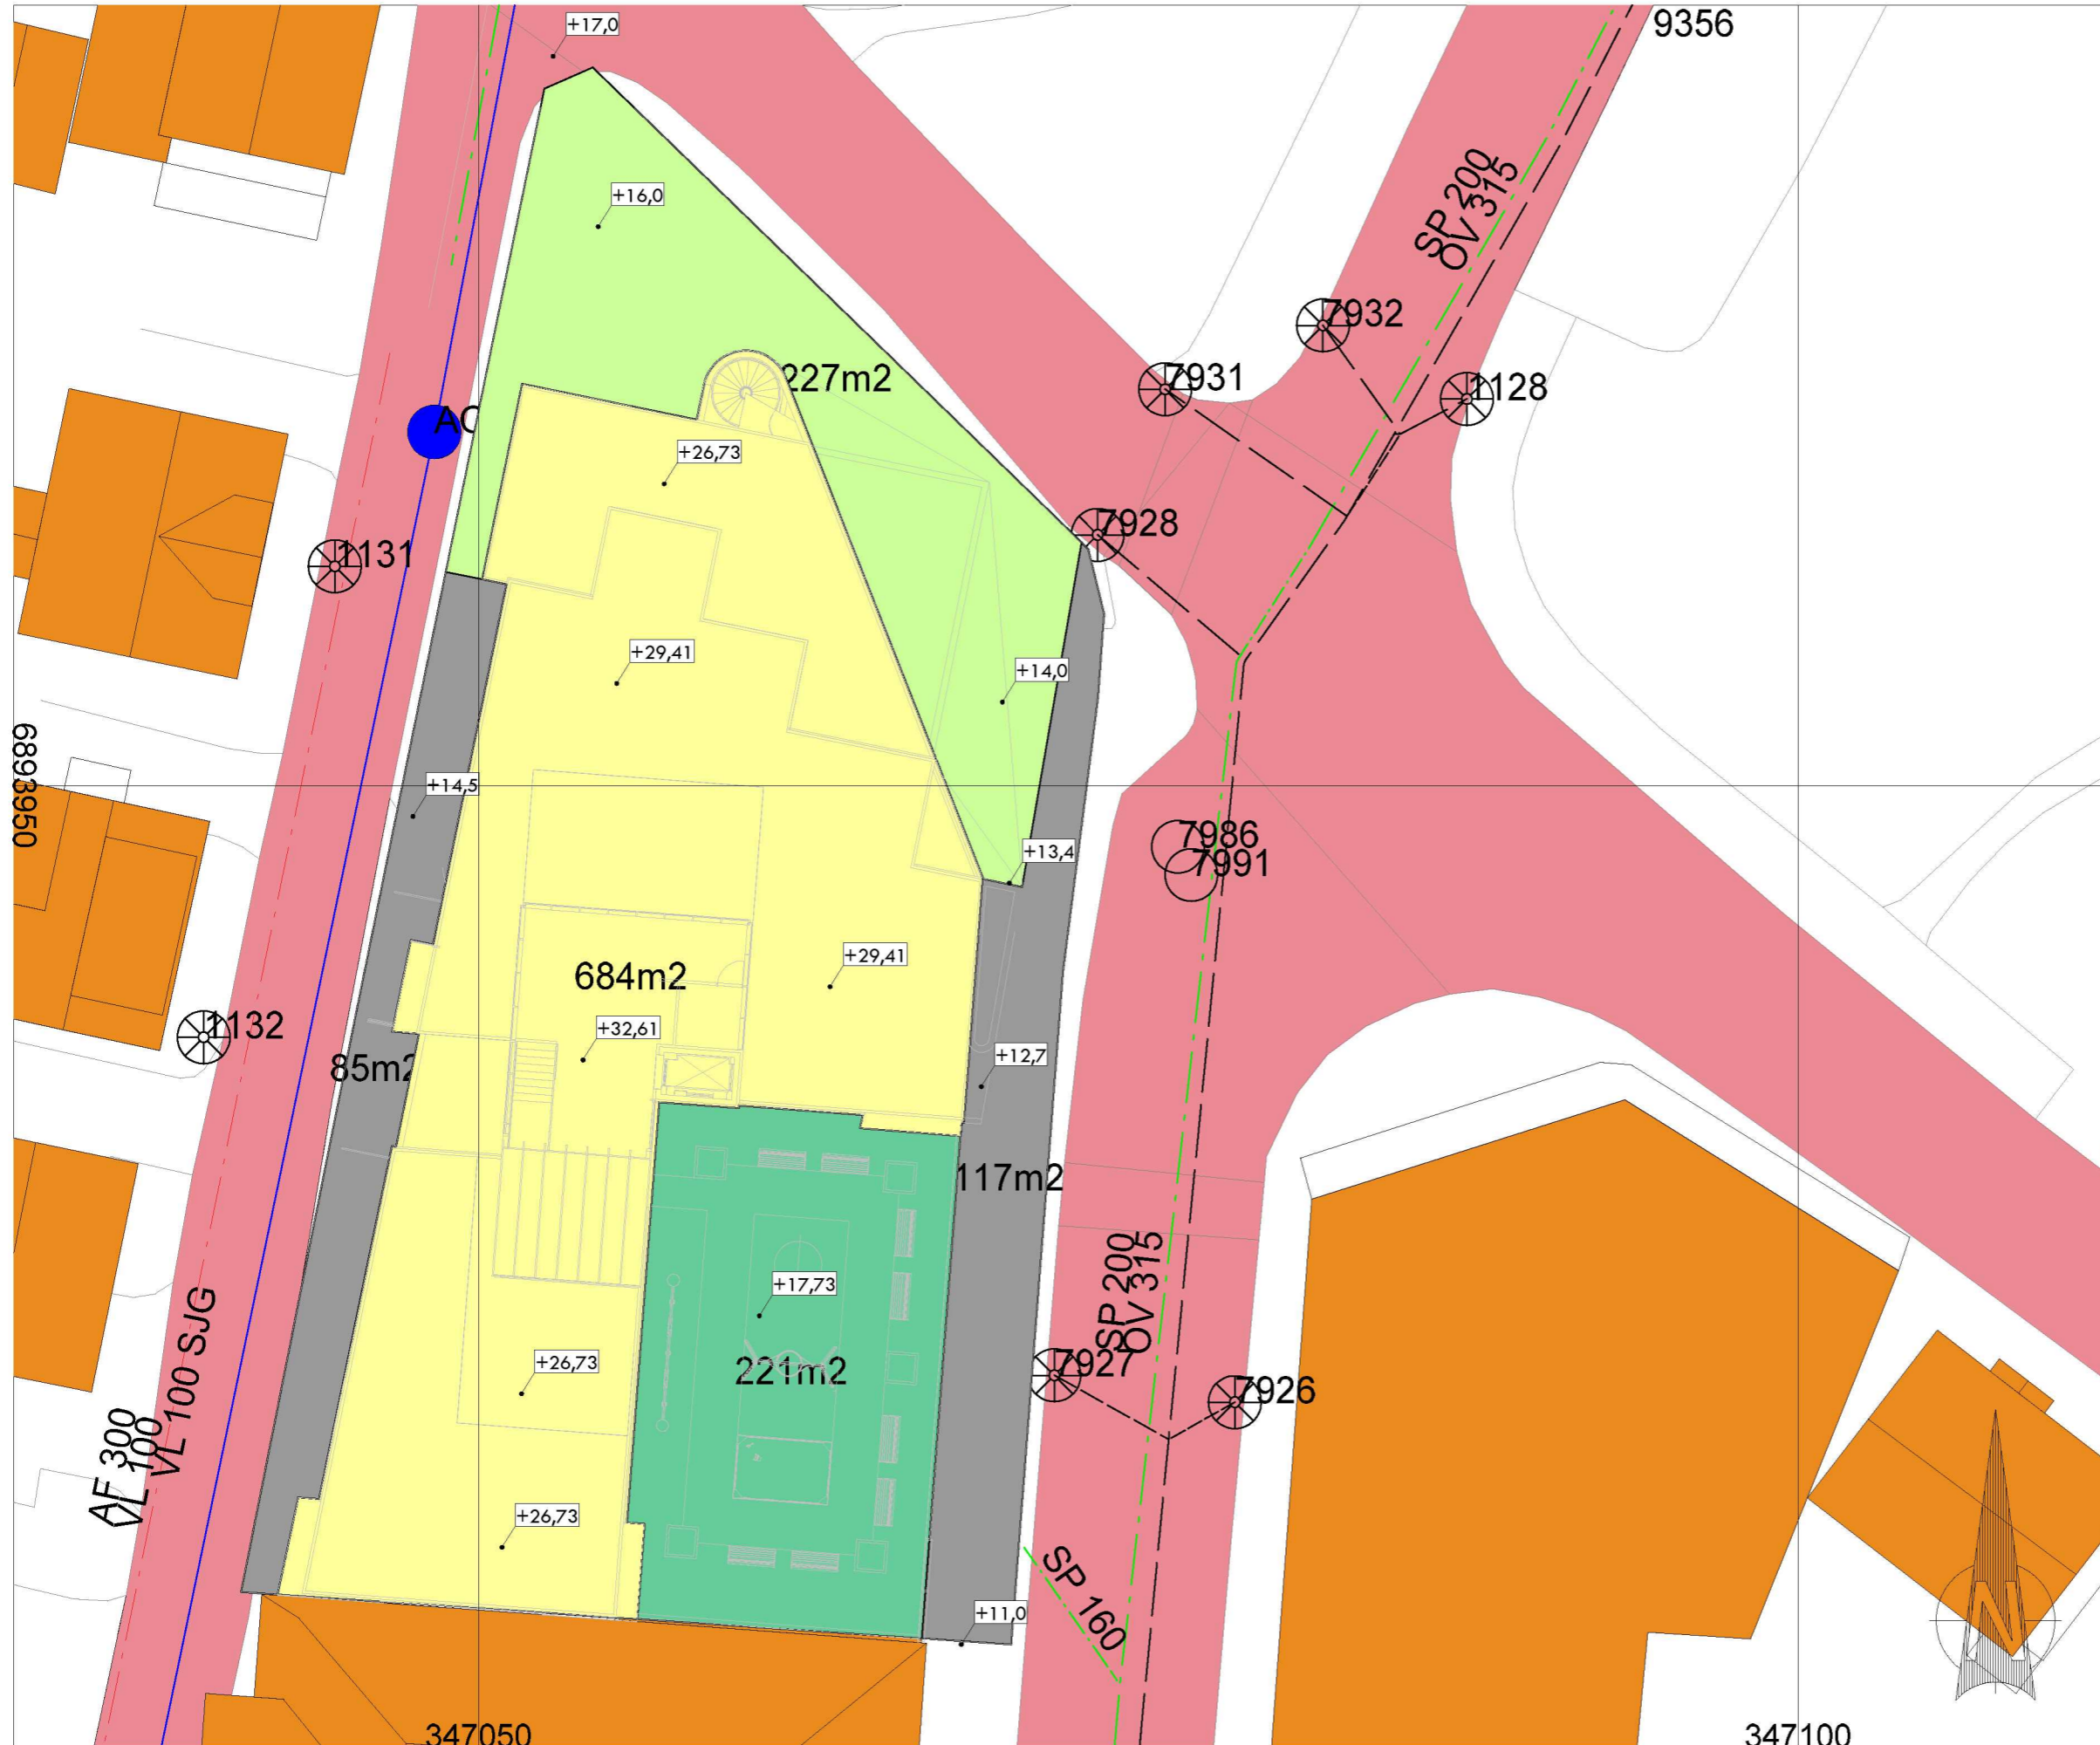 9356
+17,0
+16,0
SP 200
OV 315
7932
7931
1128
227m2
AO
+26,73
7928
1131
+29,41
+14,0
6893950
+14,5
7986
7991
+13,4
+29,41
684m2
+32,61
1132
85m2
+12,7
117m2
SP 200
OV 315
+17,73
VL 100 SJG
VL 100
AF 300
221m2
+26,73
7927
7926
+26,73
SP 160
+11,0
N
347050
347100